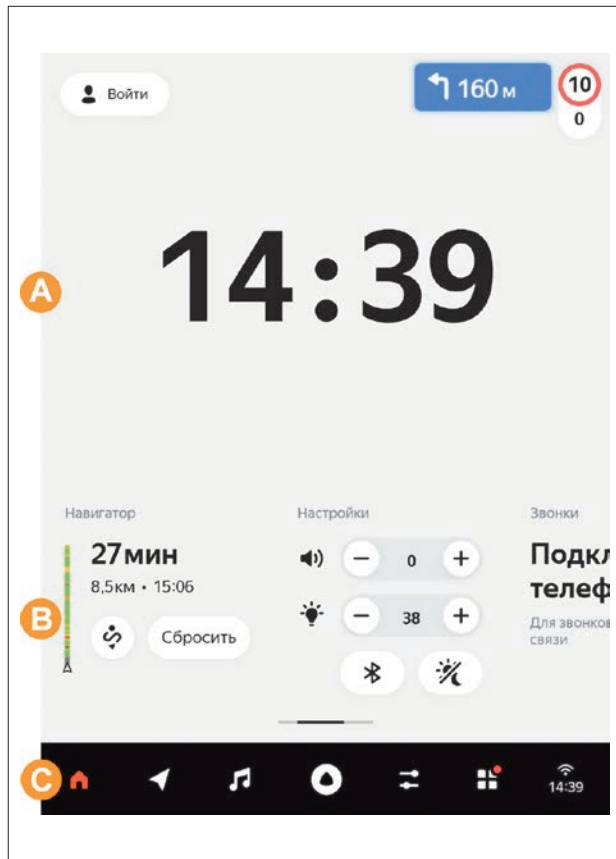 Войти
160 м
10
0
A
14:39
Навигатор
27мин
8,5км • 15:06
Сбросить
B
Настройки
0
38
Звонки
Подкл
телеф
Для звонков
связи
C
14:39